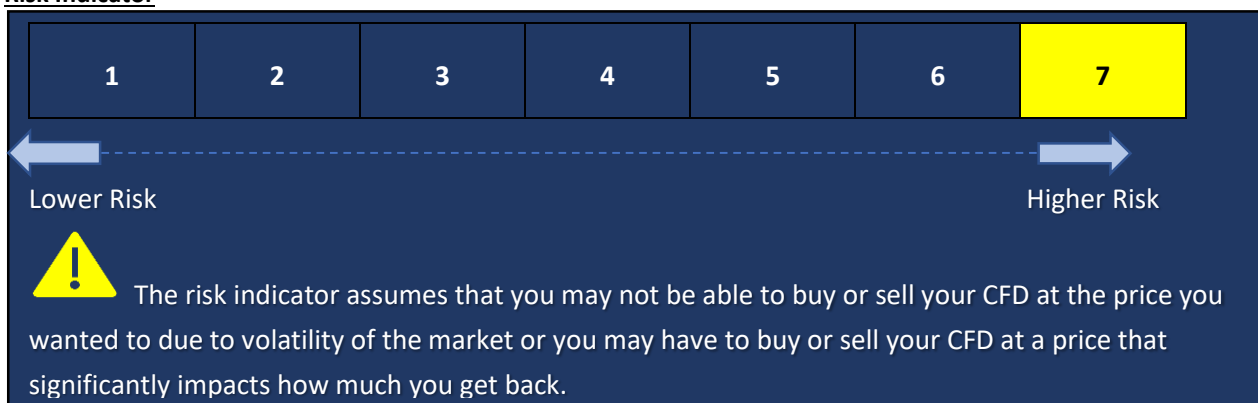 Risk Indicator
1 2 3 4 5 6 7
Lower Risk Higher Risk
! The risk indicator assumes that you may not be able to buy or sell your CFD at the price you
wanted to due to volatility of the market or you may have to buy or sell your CFD at a price that
significantly impacts how much you get back.